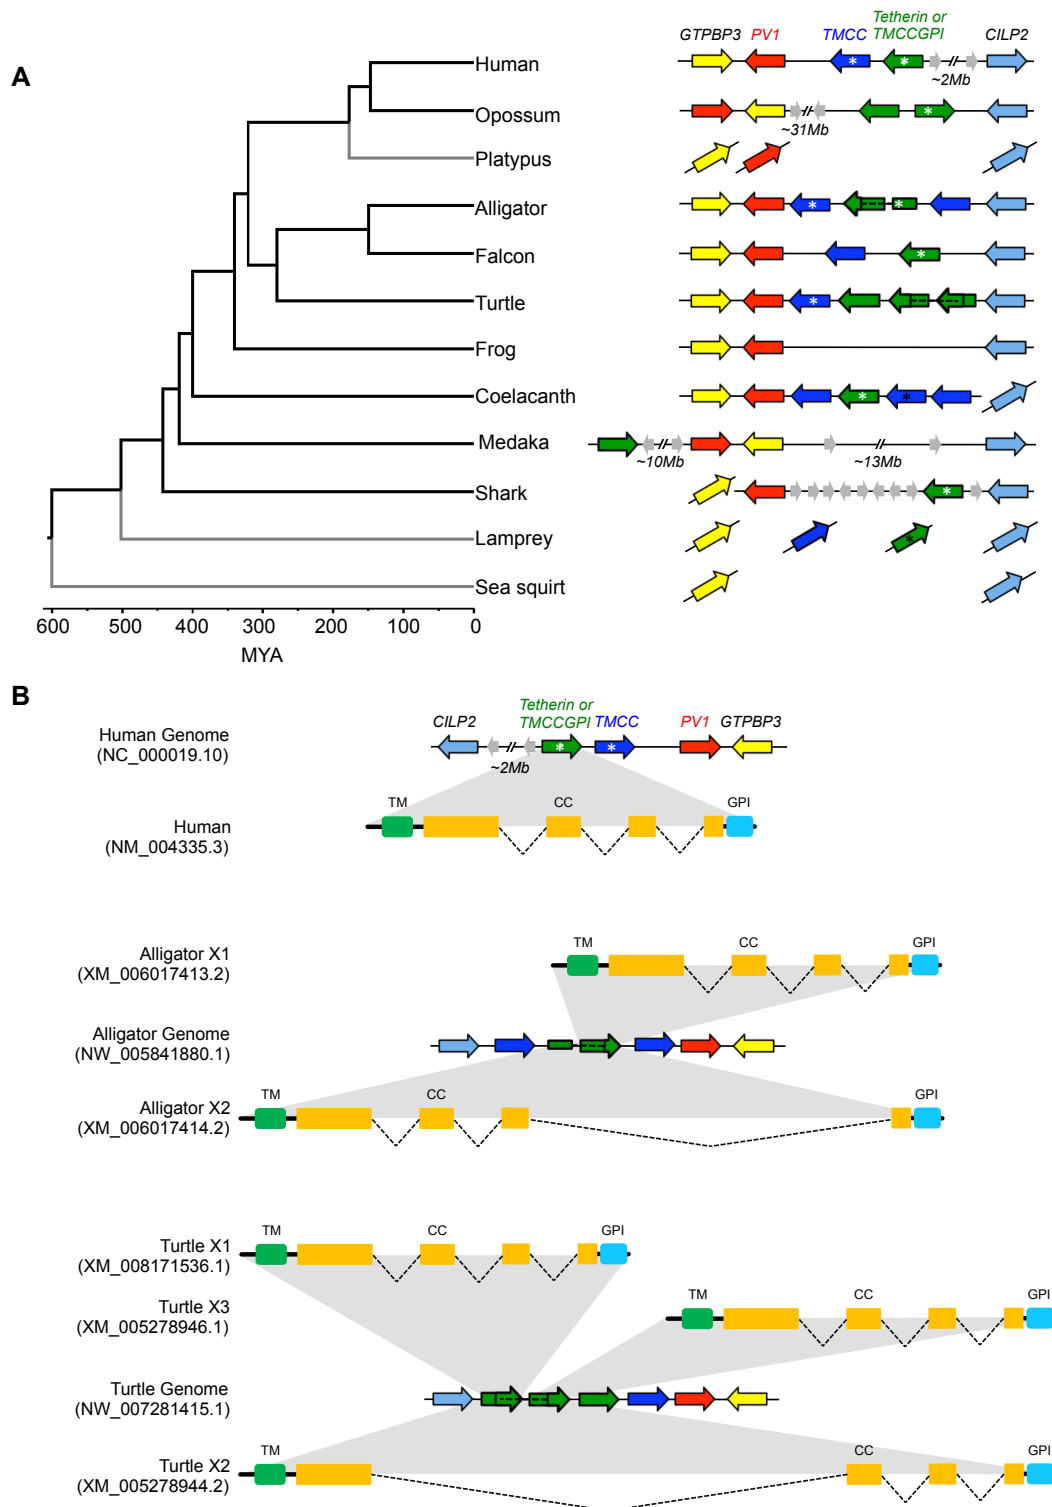 A
Tetherin or
GTPBP3 PV1 TMCC TMCCGPI CILP2
Human
* *
~2Mb
Opossum
*
~31Mb
Platypus
Alligator
* *
Falcon
*
Turtle
*
Frog
Coelacanth
* *
Medaka
~10Mb ~13Mb
Shark
*
Lamprey
*
Sea squirt
600 500 400 300 200 100 0
MYA
B
Tetherin or
CILP2 TMCCGPI TMCC PV1 GTPBP3
Human Genome
(NC_000019.10)
* *
~2Mb
TM CC GPI
Human
(NM_004335.3)
TM CC GPI
Alligator X1
(XM_006017413.2)
Alligator Genome
(NW_005841880.1)
TM CC GPI
Alligator X2
(XM_006017414.2)
TM CC GPI
Turtle X1
(XM_008171536.1)
TM CC GPI
Turtle X3
(XM_005278946.1)
Turtle Genome
(NW_007281415.1)
TM CC GPI
Turtle X2
(XM_005278944.2)